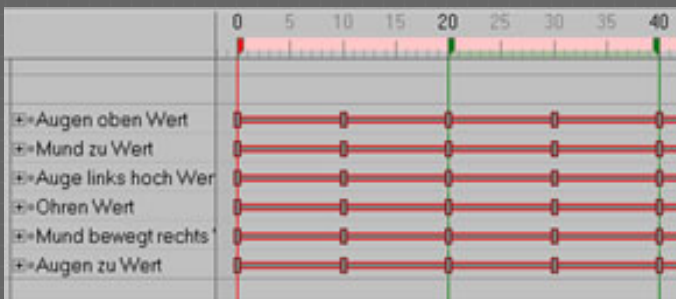 0 5 10 15 20 25 30 35 40
Augen oben Wert
Mund zu Wert
Auge links hoch Wer
Ohren Wert
Mund bewegt rechts
Augen zu Wert